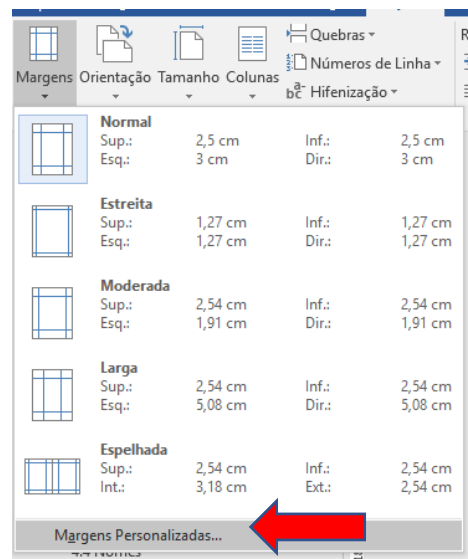 Quebras
Margens Orientação Tamanho Colunas
Números de Linha
bc Hifenização
R
Normal
Sup.: 2,5 cm Inf.: 2,5 cm
Esq.: 3 cm Dir.: 3 cm
Estreita
Sup.: 1,27 cm Inf.: 1,27 cm
Esq.: 1,27 cm Dir.: 1,27 cm
Moderada
Sup.: 2,54 cm Inf.: 2,54 cm
Esq.: 1,91 cm Dir.: 1,91 cm
Larga
Sup.: 2,54 cm Inf.: 2,54 cm
Esq.: 5,08 cm Dir.: 5,08 cm
Espelhada
Sup.: 2,54 cm Inf.: 2,54 cm
Int.: 3,18 cm Ext.: 2,54 cm
Margens Personalizadas...